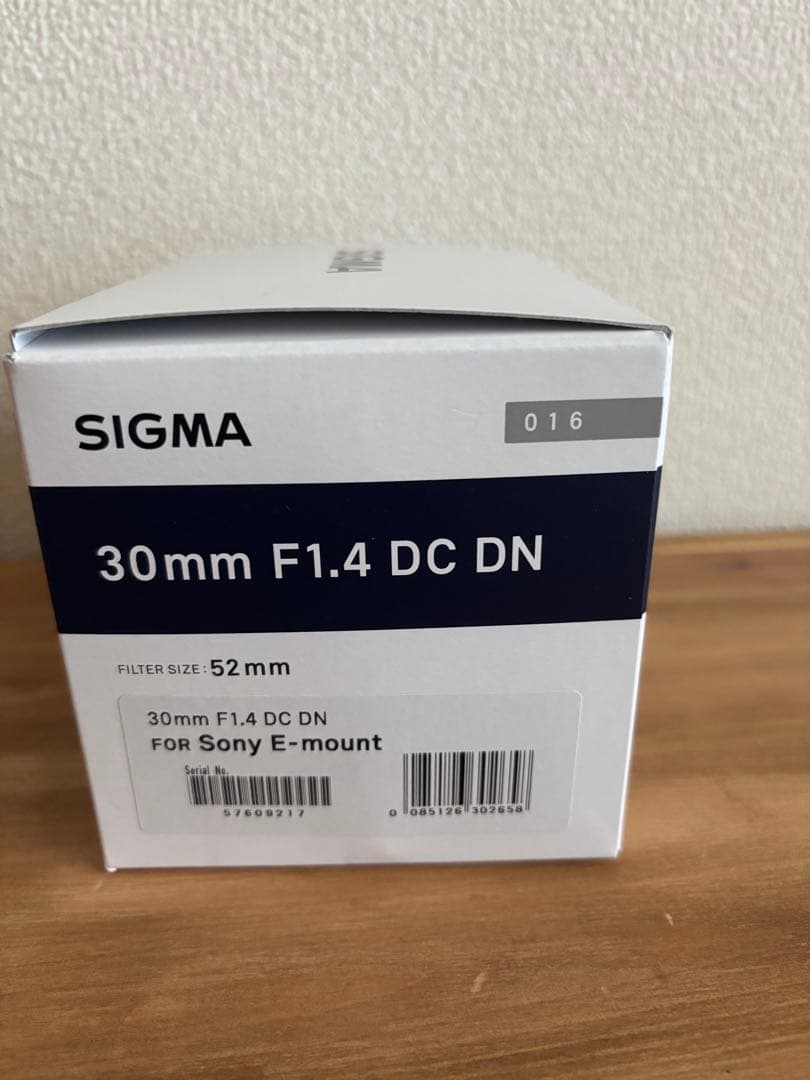 SIGMA
SIGMA
016
30mm F1.4 DC DN
FILTER SIZE: 52mm
30mm F1.4 DC DN
FOR Sony E-mount
Serial No.
57609217
0 085126 302658